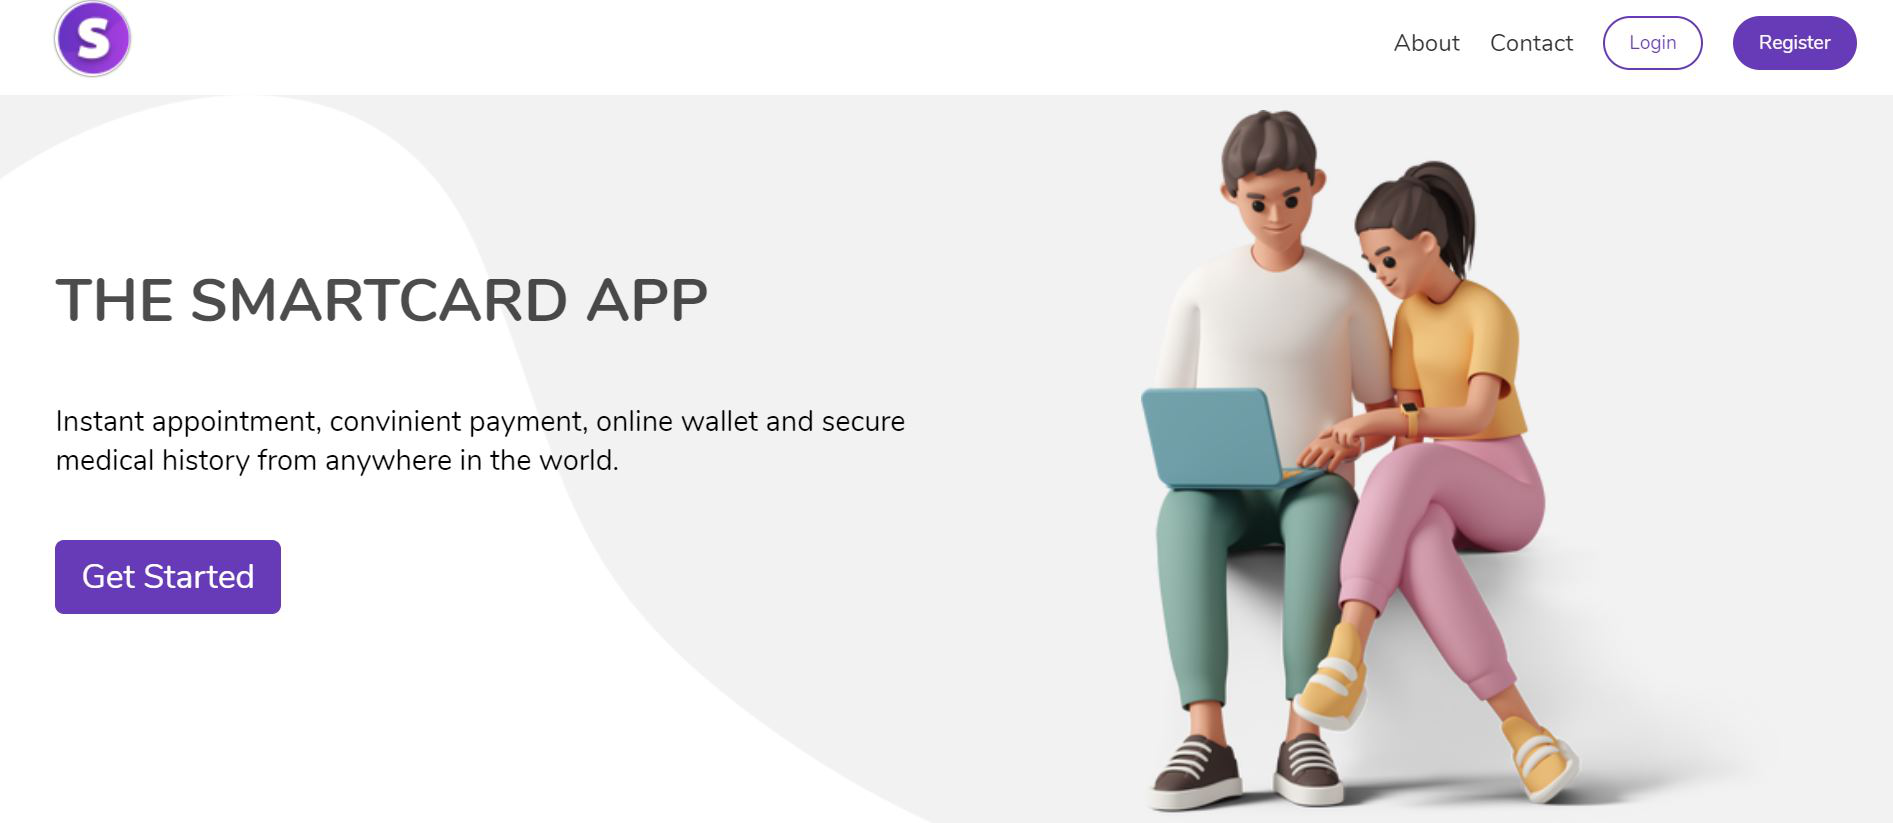 S
About Contact Login Register
THE SMARTCARD APP
Instant appointment, convinient payment, online wallet and secure
medical history from anywhere in the world.
Get Started